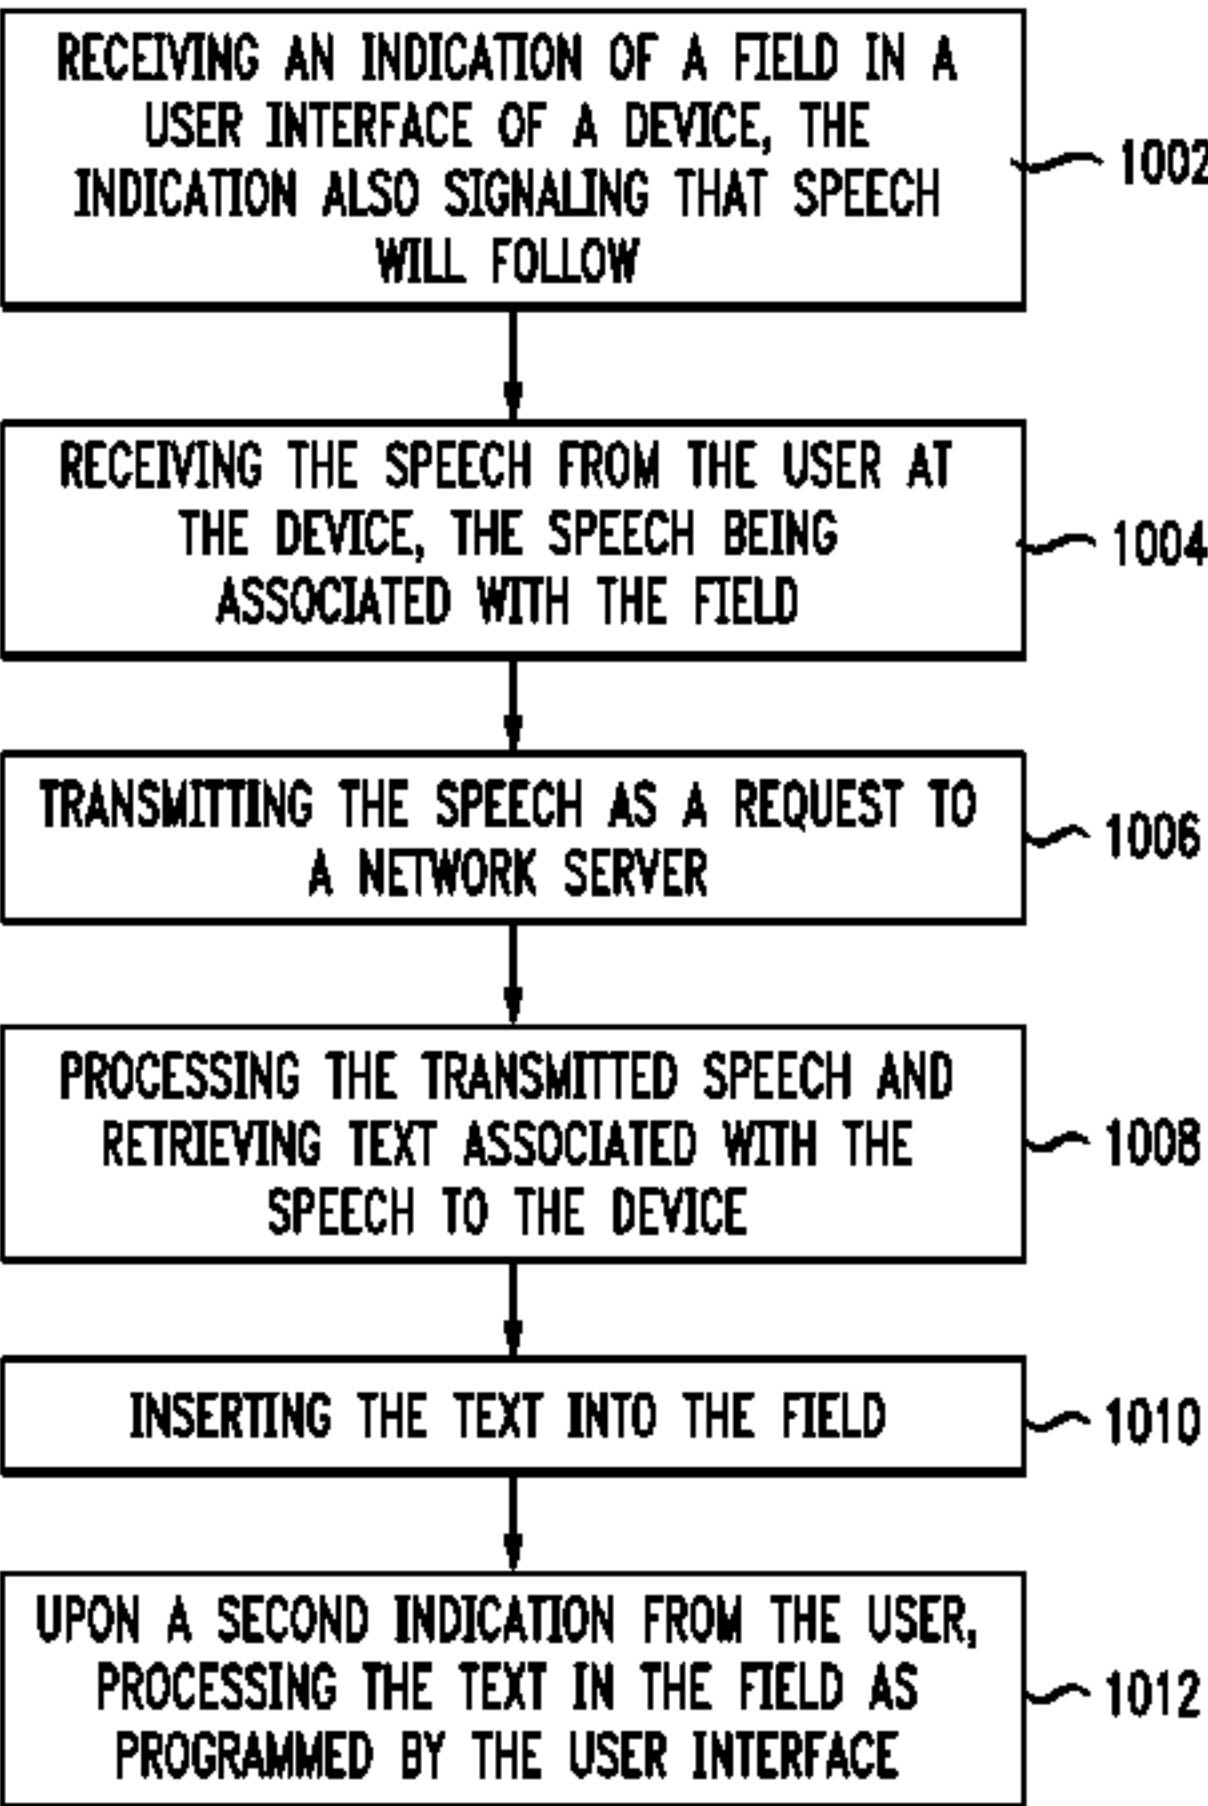 RECEIVING AN INDICATION OF A FIELD IN A
USER INTERFACE OF A DEVICE, THE
INDICATION ALSO SIGNALING THAT SPEECH
WILL FOLLOW
1002
RECEIVING THE SPEECH FROM THE USER AT
THE DEVICE, THE SPEECH BEING
ASSOCIATED WITH THE FIELD
1004
TRANSMITTING THE SPEECH AS A REQUEST TO
A NETWORK SERVER
1006
PROCESSING THE TRANSMITTED SPEECH AND
RETRIEVING TEXT ASSOCIATED WITH THE
SPEECH TO THE DEVICE
1008
INSERTING THE TEXT INTO THE FIELD
1010
UPON A SECOND INDICATION FROM THE USER,
PROCESSING THE TEXT IN THE FIELD AS
PROGRAMMED BY THE USER INTERFACE
1012